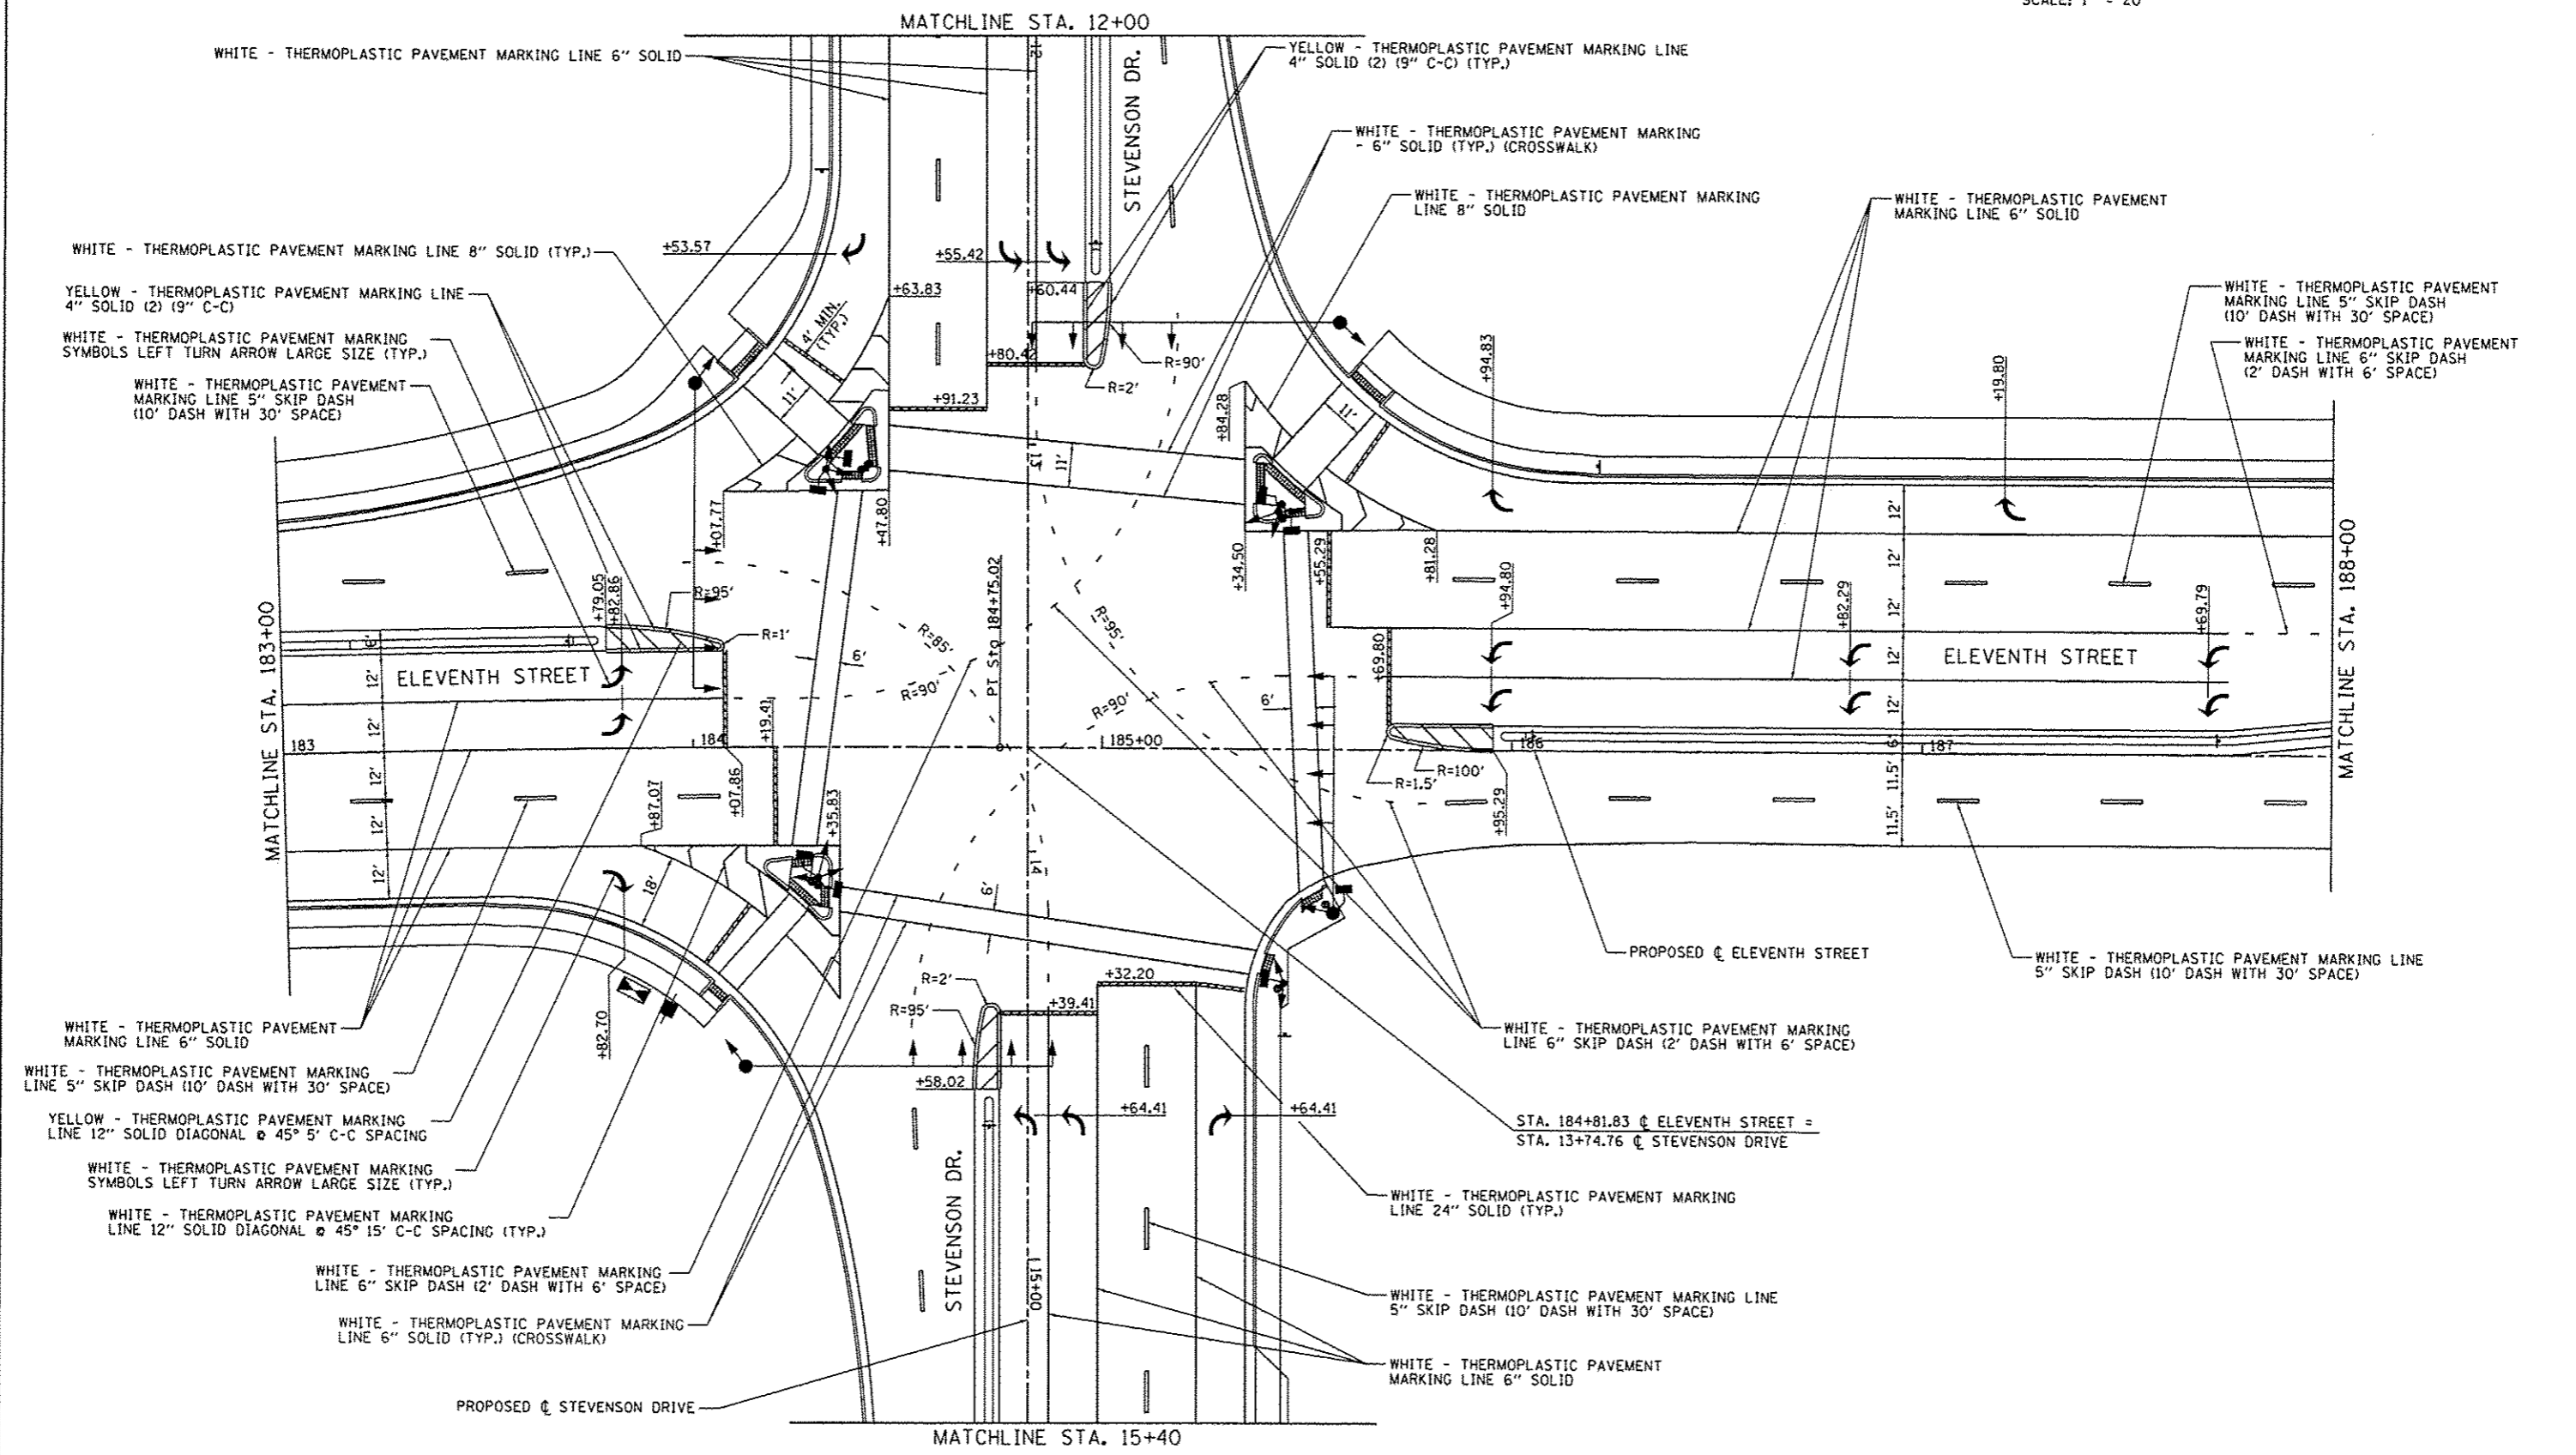 MATCHLINE STA. 12+00
WHITE - THERMOPLASTIC PAVEMENT MARKING LINE 6" SOLID
12
STEVENSON DR.
YELLOW - THERMOPLASTIC PAVEMENT MARKING LINE
4" SOLID (2) (9" C-C) (TYP.)
WHITE - THERMOPLASTIC PAVEMENT MARKING
- 6" SOLID (TYP.) (CROSSWALK)
WHITE - THERMOPLASTIC PAVEMENT MARKING
LINE 8" SOLID
WHITE - THERMOPLASTIC PAVEMENT
MARKING LINE 6" SOLID
WHITE - THERMOPLASTIC PAVEMENT MARKING LINE 8" SOLID (TYP.)
+53.57
+55.42
+63.83
+60.44
YELLOW - THERMOPLASTIC PAVEMENT MARKING LINE
4" SOLID (2) (9" C-C)
4' MIN.
(TYP.)
WHITE - THERMOPLASTIC PAVEMENT
MARKING LINE 5" SKIP DASH
(10' DASH WITH 30' SPACE)
WHITE - THERMOPLASTIC PAVEMENT MARKING
SYMBOLS LEFT TURN ARROW LARGE SIZE (TYP.)
+80.42
R=90'
R=2'
+94.83
+19.80
WHITE - THERMOPLASTIC PAVEMENT
MARKING LINE 6" SKIP DASH
(2' DASH WITH 6' SPACE)
WHITE - THERMOPLASTIC PAVEMENT
MARKING LINE 5" SKIP DASH
(10' DASH WITH 30' SPACE)
11'
+91.23
+84.28
11'
13
11'
+07.77
+47.80
+34.50
+55.29
+81.28
12'
12'
MATCHLINE STA. 183+00
+79.05
+82.86
R=95'
R=1'
PT Sta 184+75.02
R=85'
R=95'
+94.80
+82.29
12'
+69.79
MATCHLINE STA. 188+00
6'
12'
ELEVENTH STREET
6'
R=90'
R=90'
6'
+69.80
12'
ELEVENTH STREET
12'
12'
183
184
+19.41
185+00
186
6'
187
R=100'
R=1.5'
12'
+87.07
+07.86
+35.83
+95.29
11.5'
11.5'
12'
12'
18'
6'
14
+82.70
R=2'
R=95'
+32.20
+39.41
PROPOSED ℄ ELEVENTH STREET
WHITE - THERMOPLASTIC PAVEMENT MARKING LINE
5" SKIP DASH (10' DASH WITH 30' SPACE)
WHITE - THERMOPLASTIC PAVEMENT
MARKING LINE 6" SOLID
WHITE - THERMOPLASTIC PAVEMENT MARKING
LINE 6" SKIP DASH (2' DASH WITH 6' SPACE)
WHITE - THERMOPLASTIC PAVEMENT MARKING
LINE 5" SKIP DASH (10' DASH WITH 30' SPACE)
+58.02
+64.41
+64.41
YELLOW - THERMOPLASTIC PAVEMENT MARKING
LINE 12" SOLID DIAGONAL @ 45° 5' C-C SPACING
STA. 184+81.83 ℄ ELEVENTH STREET =
STA. 13+74.76 ℄ STEVENSON DRIVE
WHITE - THERMOPLASTIC PAVEMENT MARKING
SYMBOLS LEFT TURN ARROW LARGE SIZE (TYP.)
STEVENSON DR.
WHITE - THERMOPLASTIC PAVEMENT MARKING
LINE 24" SOLID (TYP.)
WHITE - THERMOPLASTIC PAVEMENT MARKING
LINE 12" SOLID DIAGONAL @ 45° 15' C-C SPACING (TYP.)
WHITE - THERMOPLASTIC PAVEMENT MARKING
LINE 6" SKIP DASH (2' DASH WITH 6' SPACE)
15+00
WHITE - THERMOPLASTIC PAVEMENT MARKING LINE
5" SKIP DASH (10' DASH WITH 30' SPACE)
WHITE - THERMOPLASTIC PAVEMENT MARKING
LINE 6" SOLID (TYP.) (CROSSWALK)
WHITE - THERMOPLASTIC PAVEMENT
MARKING LINE 6" SOLID
PROPOSED ℄ STEVENSON DRIVE
MATCHLINE STA. 15+40